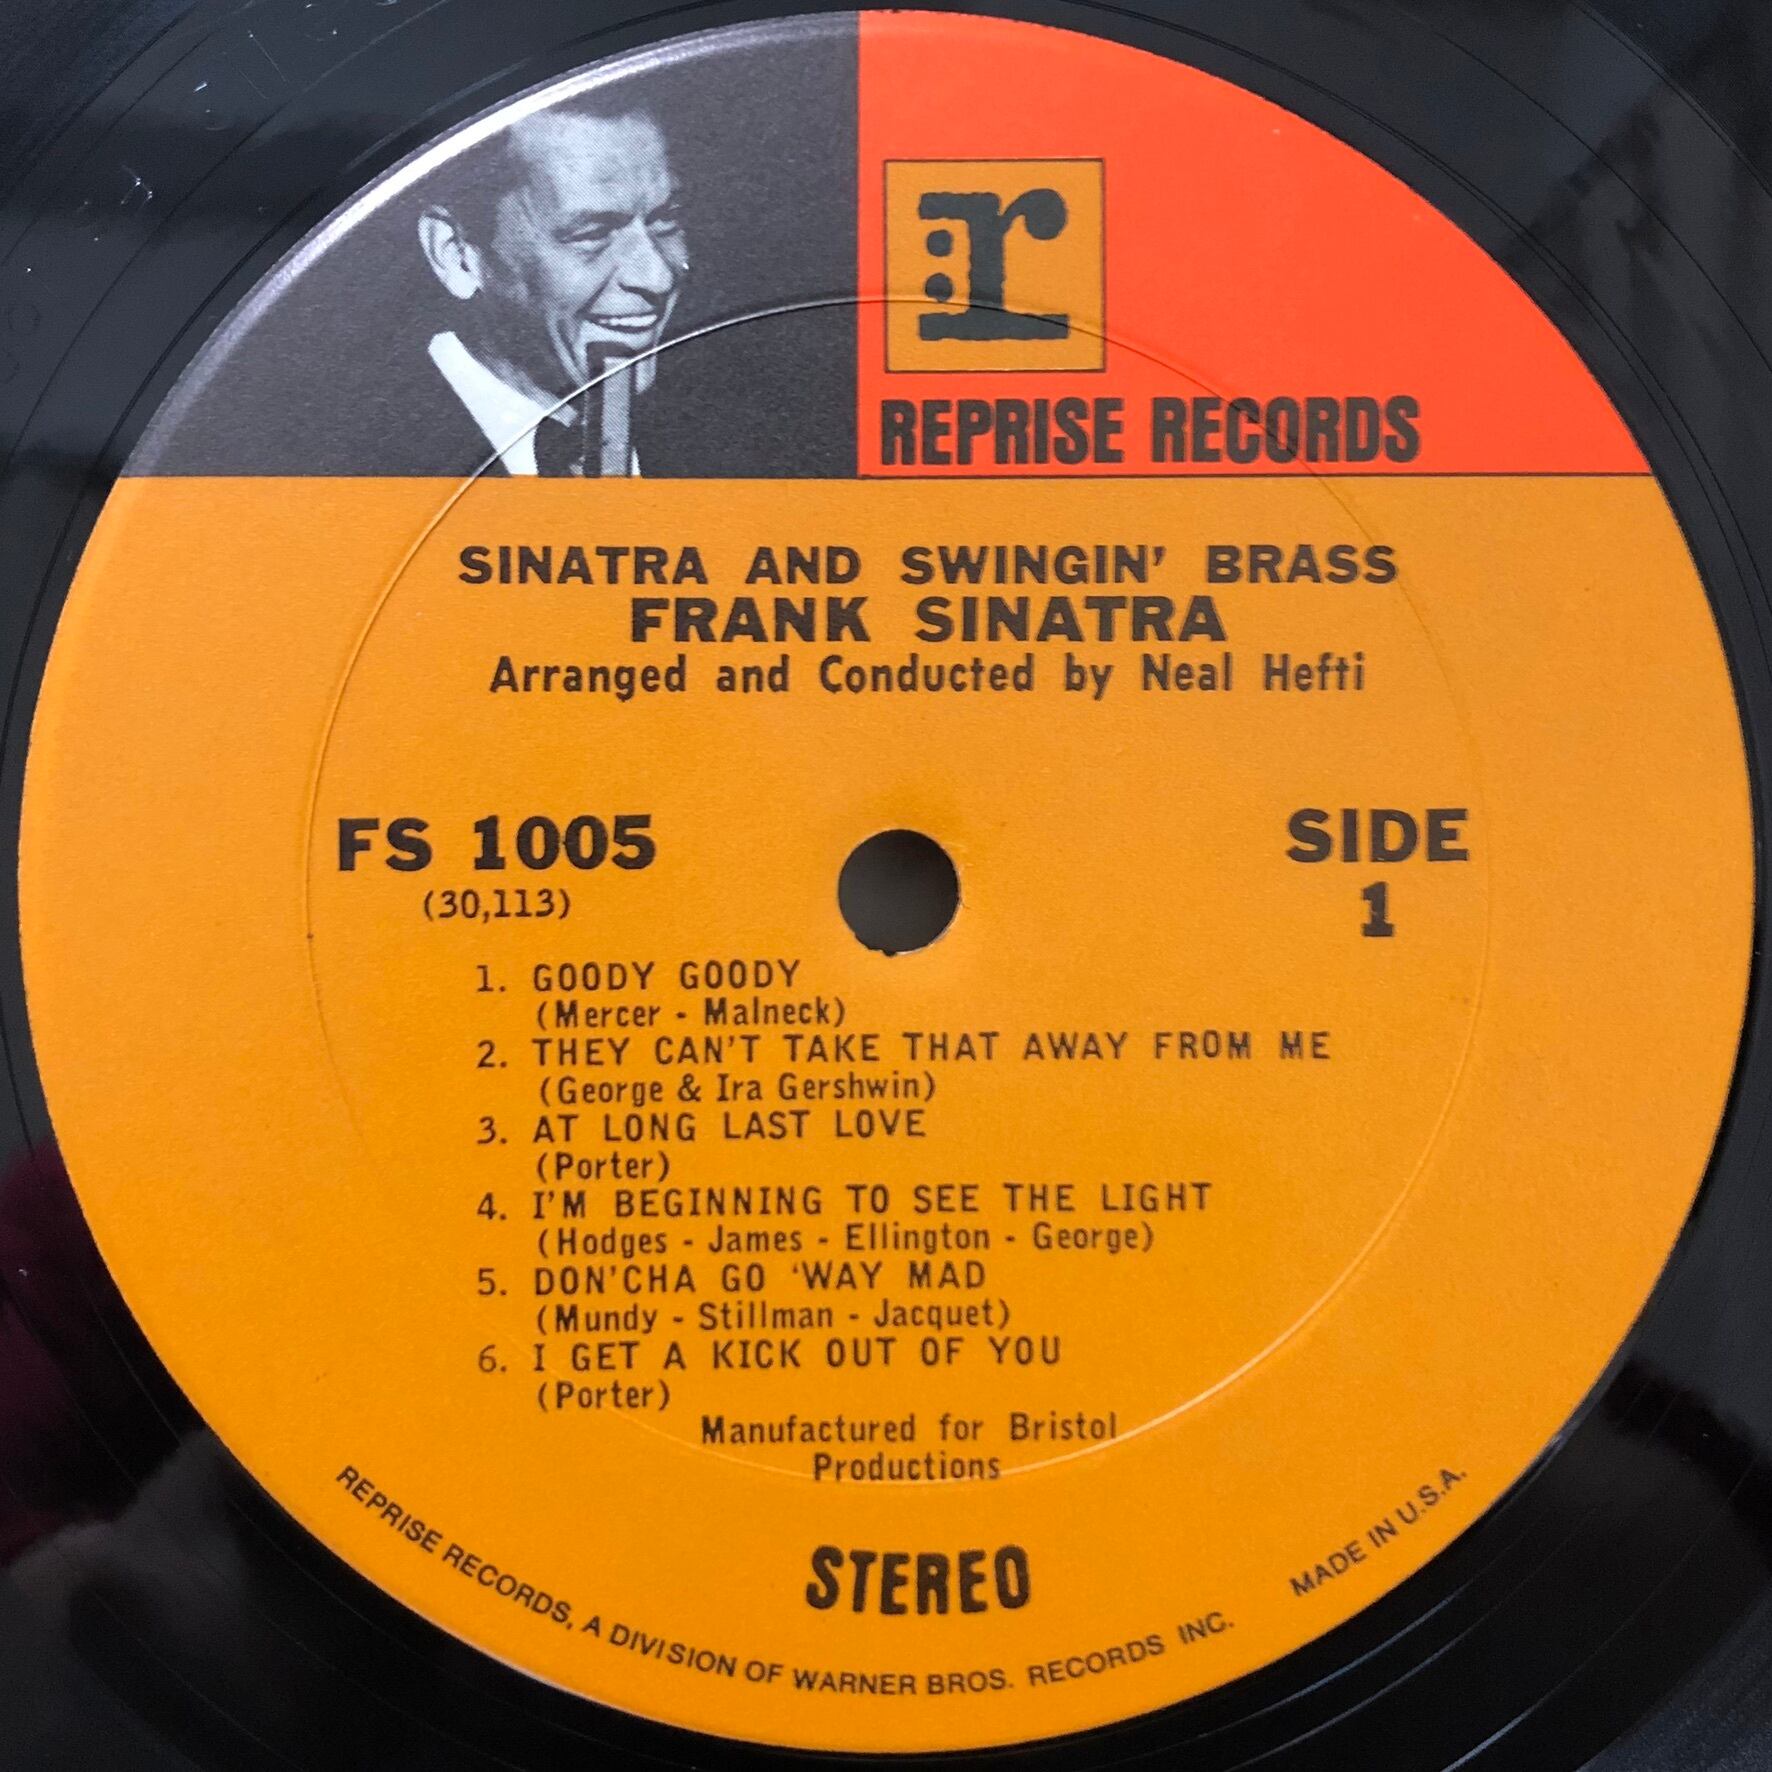 r
REPRISE RECORDS
SINATRA AND SWINGIN' BRASS
FRANK SINATRA
Arranged and Conducted by Neal Hefti
FS 1005
(30,113)
SIDE
1
1. GOODY GOODY
(Mercer - Malneck)
2. THEY CAN'T TAKE THAT AWAY FROM ME
(George & Ira Gershwin)
3. AT LONG LAST LOVE
(Porter)
4. I'M BEGINNING TO SEE THE LIGHT
(Hodges - James - Ellington - George)
5. DON'CHA GO 'WAY MAD
(Mundy - Stillman - Jacquet)
6. I GET A KICK OUT OF YOU
(Porter)
Manufactured for Bristol
Productions
STEREO
REPRISE RECORDS, A DIVISION OF WARNER BROS. RECORDS INC. MADE IN U.S.A.